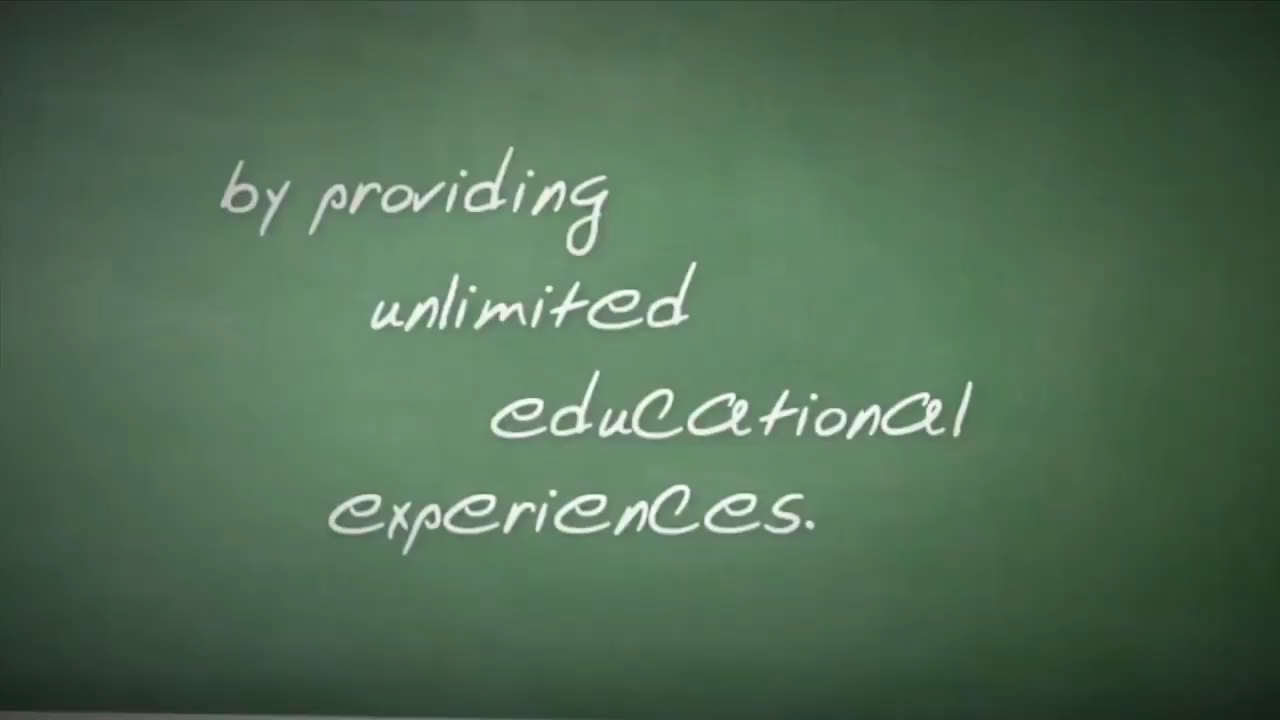 by providing
unlimited
educational
experiences.